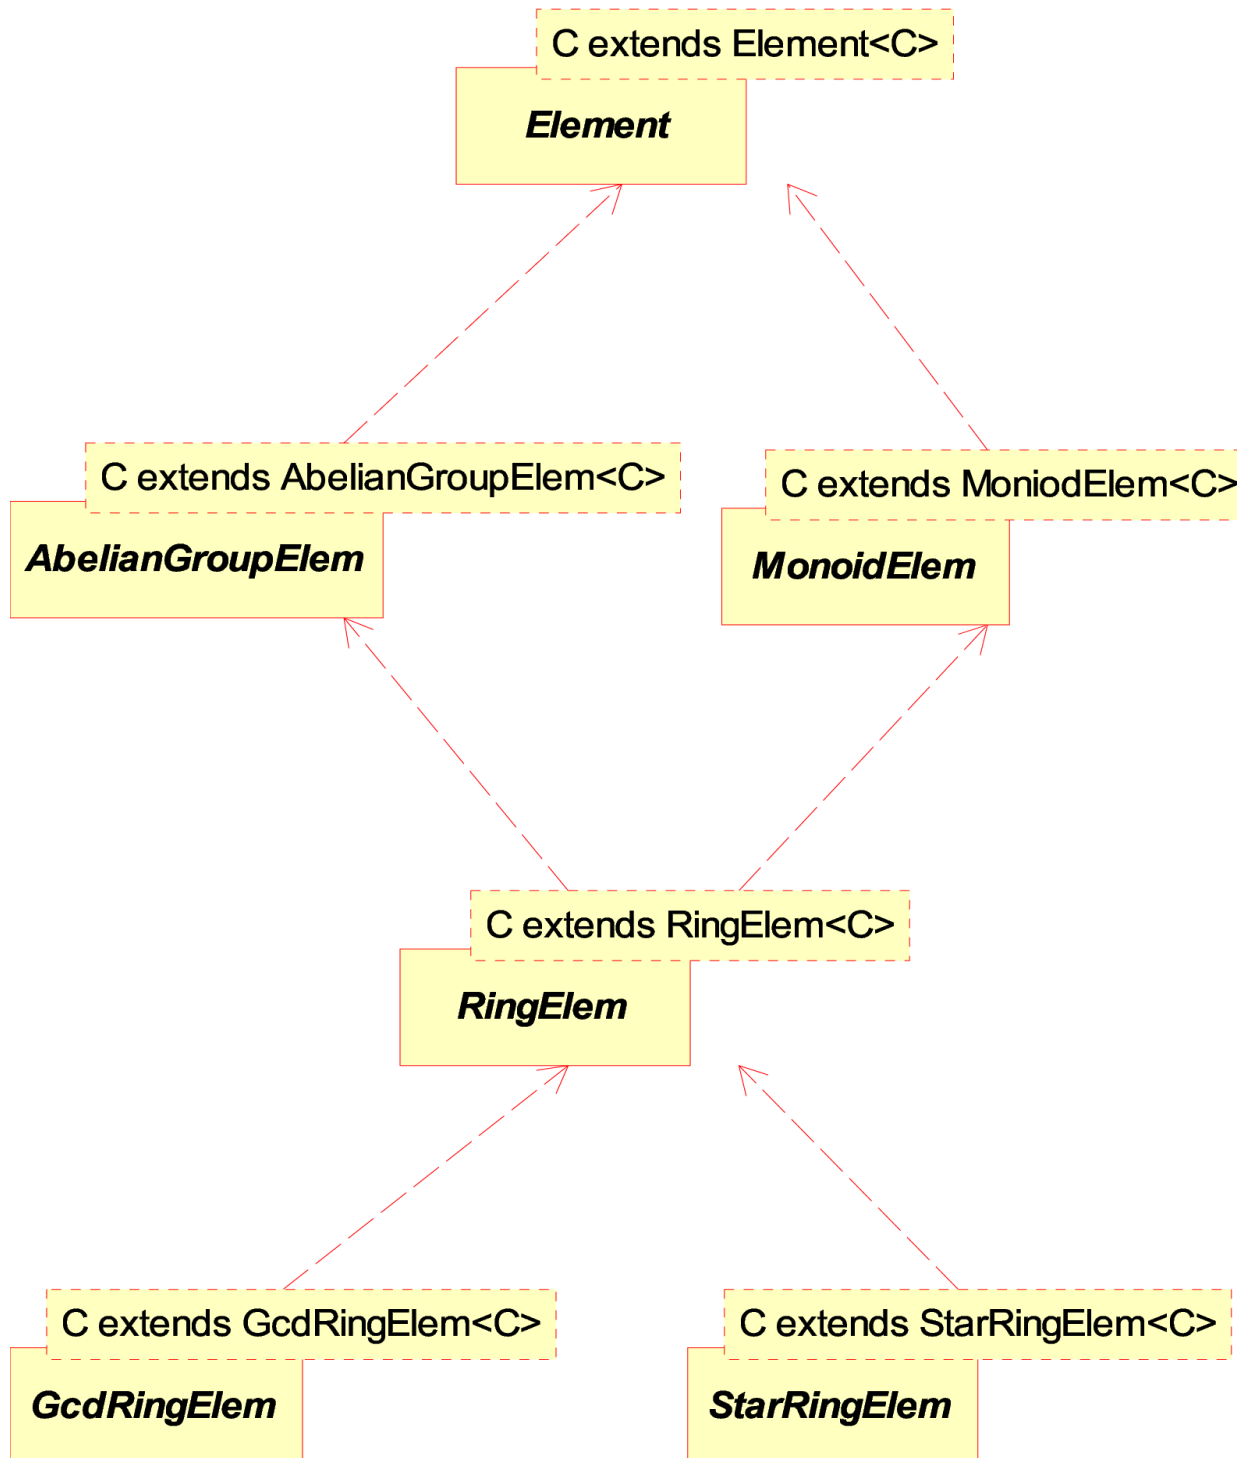 C extends Element<C>
Element
C extends AbelianGroupElem<C>
AbelianGroupElem
C extends MoniodElem<C>
MonoidElem
C extends RingElem<C>
RingElem
C extends GcdRingElem<C>
GcdRingElem
C extends StarRingElem<C>
StarRingElem